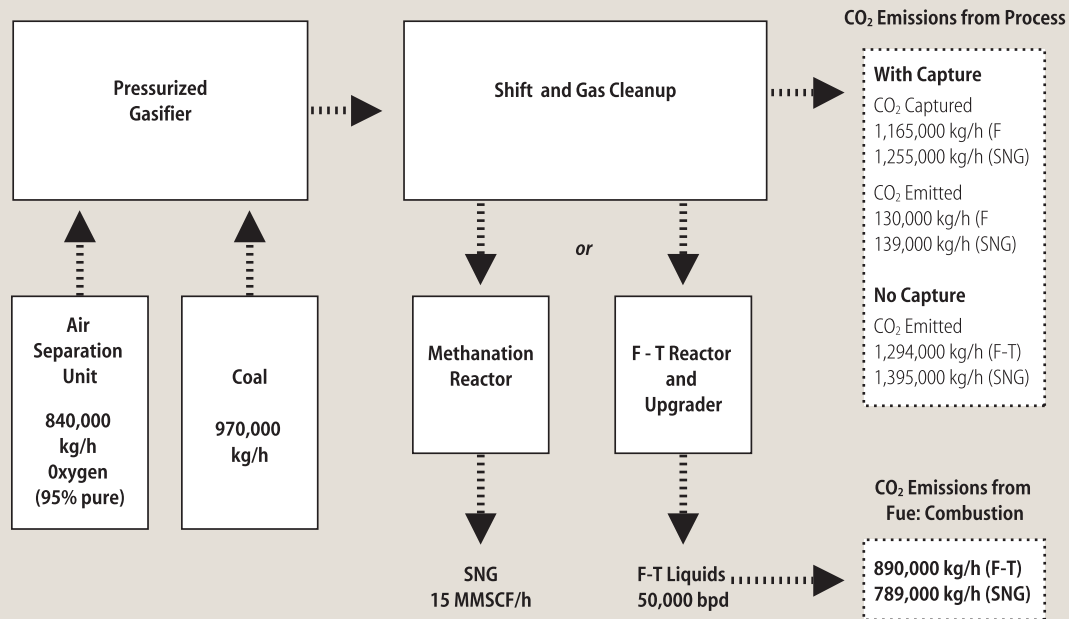 Pressurized
Gasifier
Shift and Gas Cleanup
CO₂ Emissions from Process
With Capture
CO₂ Captured
1,165,000 kg/h (F
1,255,000 kg/h (SNG)
CO₂ Emitted
130,000 kg/h (F
139,000 kg/h (SNG)
No Capture
CO₂ Emitted
1,294,000 kg/h (F-T)
1,395,000 kg/h (SNG)
or
Air
Separation
Unit
840,000
kg/h
0xygen
(95% pure)
Coal
970,000
kg/h
Methanation
Reactor
F - T Reactor
and
Upgrader
SNG
15 MMSCF/h
F-T Liquids
50,000 bpd
CO₂ Emissions from
Fue: Combustion
890,000 kg/h (F-T)
789,000 kg/h (SNG)